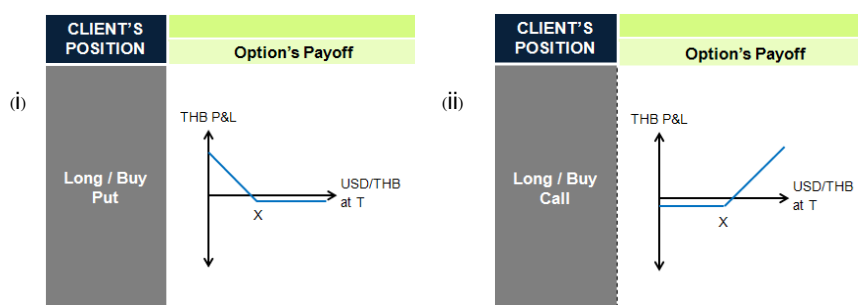 CLIENT'S
POSITION
Option's Payoff
(i)
THB P&L
Long / Buy
Put
USD/THB
at T
X
CLIENT'S
POSITION
Option's Payoff
(ii)
THB P&L
Long / Buy
Call
USD/THB
at T
X